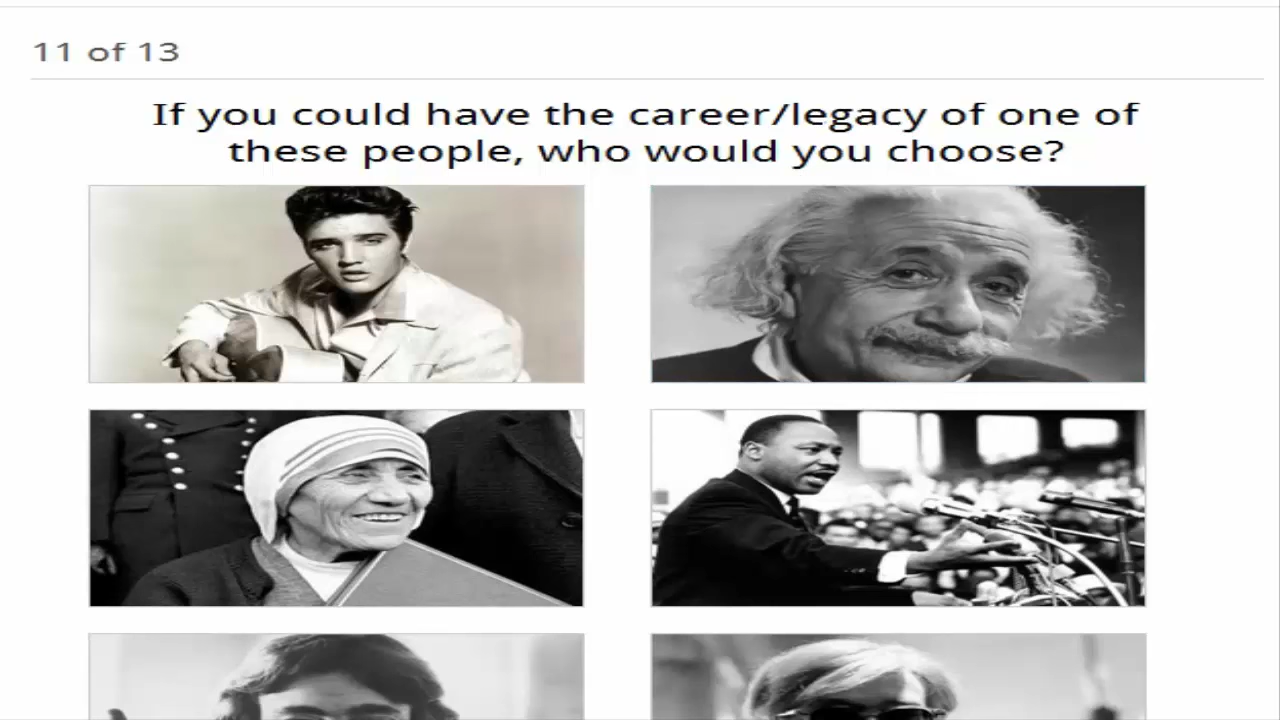 11 of 13
If you could have the career/legacy of one of
these people, who would you choose?